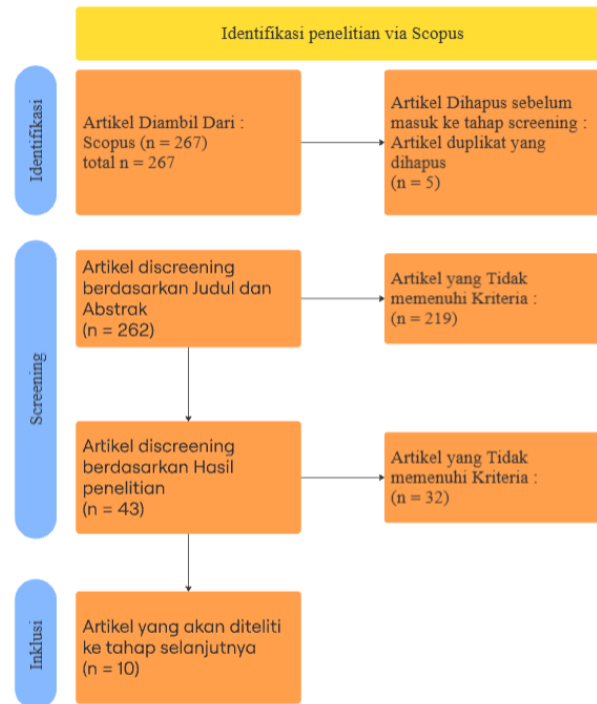 Identifikasi penelitian via Scopus
Identifikasi
Artikel Diambil Dari :
Scopus (n = 267)
total n = 267
Artikel Dihapus sebelum
masuk ke tahap screening :
Artikel duplikat yang
dihapus
(n = 5)
Screening
Artikel discreening
berdasarkan Judul dan
Abstrak
(n = 262)
Artikel yang Tidak
memenuhi Kriteria :
(n = 219)
Artikel discreening
berdasarkan Hasil
penelitian
(n = 43)
Artikel yang Tidak
memenuhi Kriteria :
(n = 32)
Inklusi
Artikel yang akan diteliti
ke tahap selanjutnya
(n = 10)